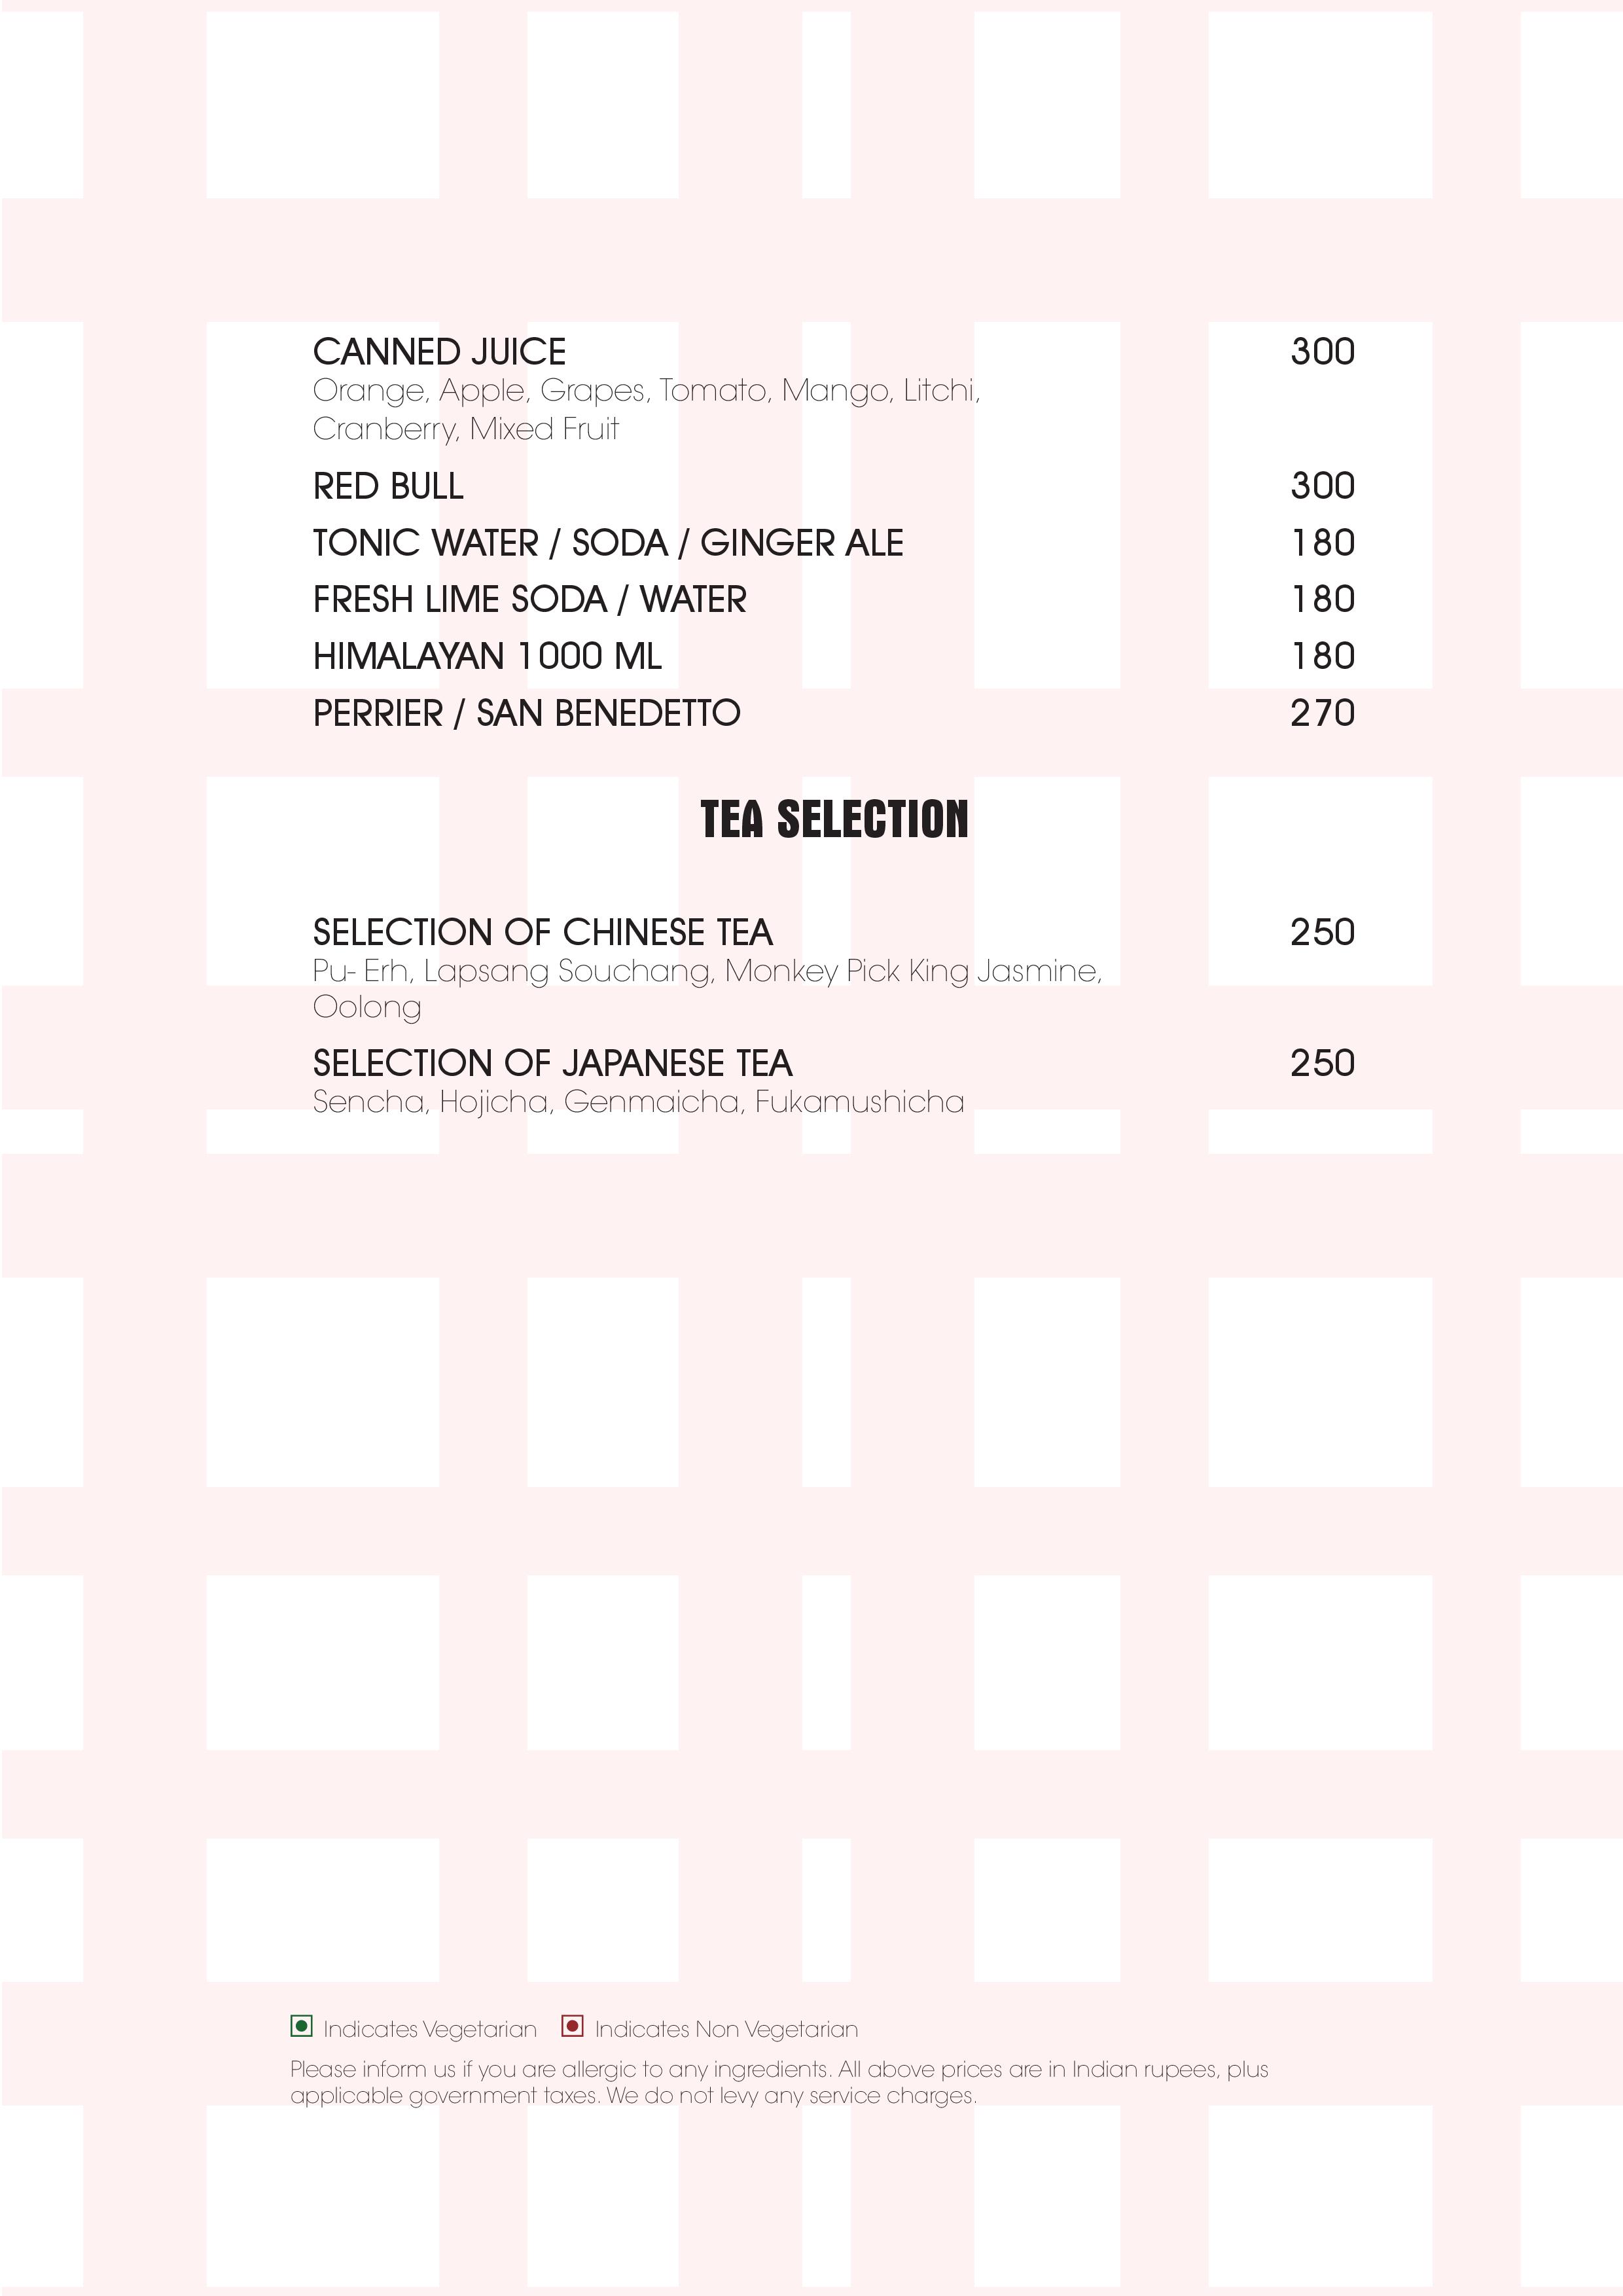 CANNED JUICE 300
Orange, Apple, Grapes, Tomato, Mango, Litchi,
Cranberry, Mixed Fruit
RED BULL 300
TONIC WATER / SODA / GINGER ALE 180
FRESH LIME SODA / WATER 180
HIMALAYAN 1000 ML 180
PERRIER / SAN BENEDETTO 270
TEA SELECTION
SELECTION OF CHINESE TEA 250
Pu- Erh, Lapsang Souchang, Monkey Pick King Jasmine,
Oolong
SELECTION OF JAPANESE TEA 250
Sencha, Hojicha, Genmaicha, Fukamushicha
Indicates Vegetarian Indicates Non Vegetarian
Please inform us if you are allergic to any ingredients. All above prices are in Indian rupees, plus
applicable government taxes. We do not levy any service charges.